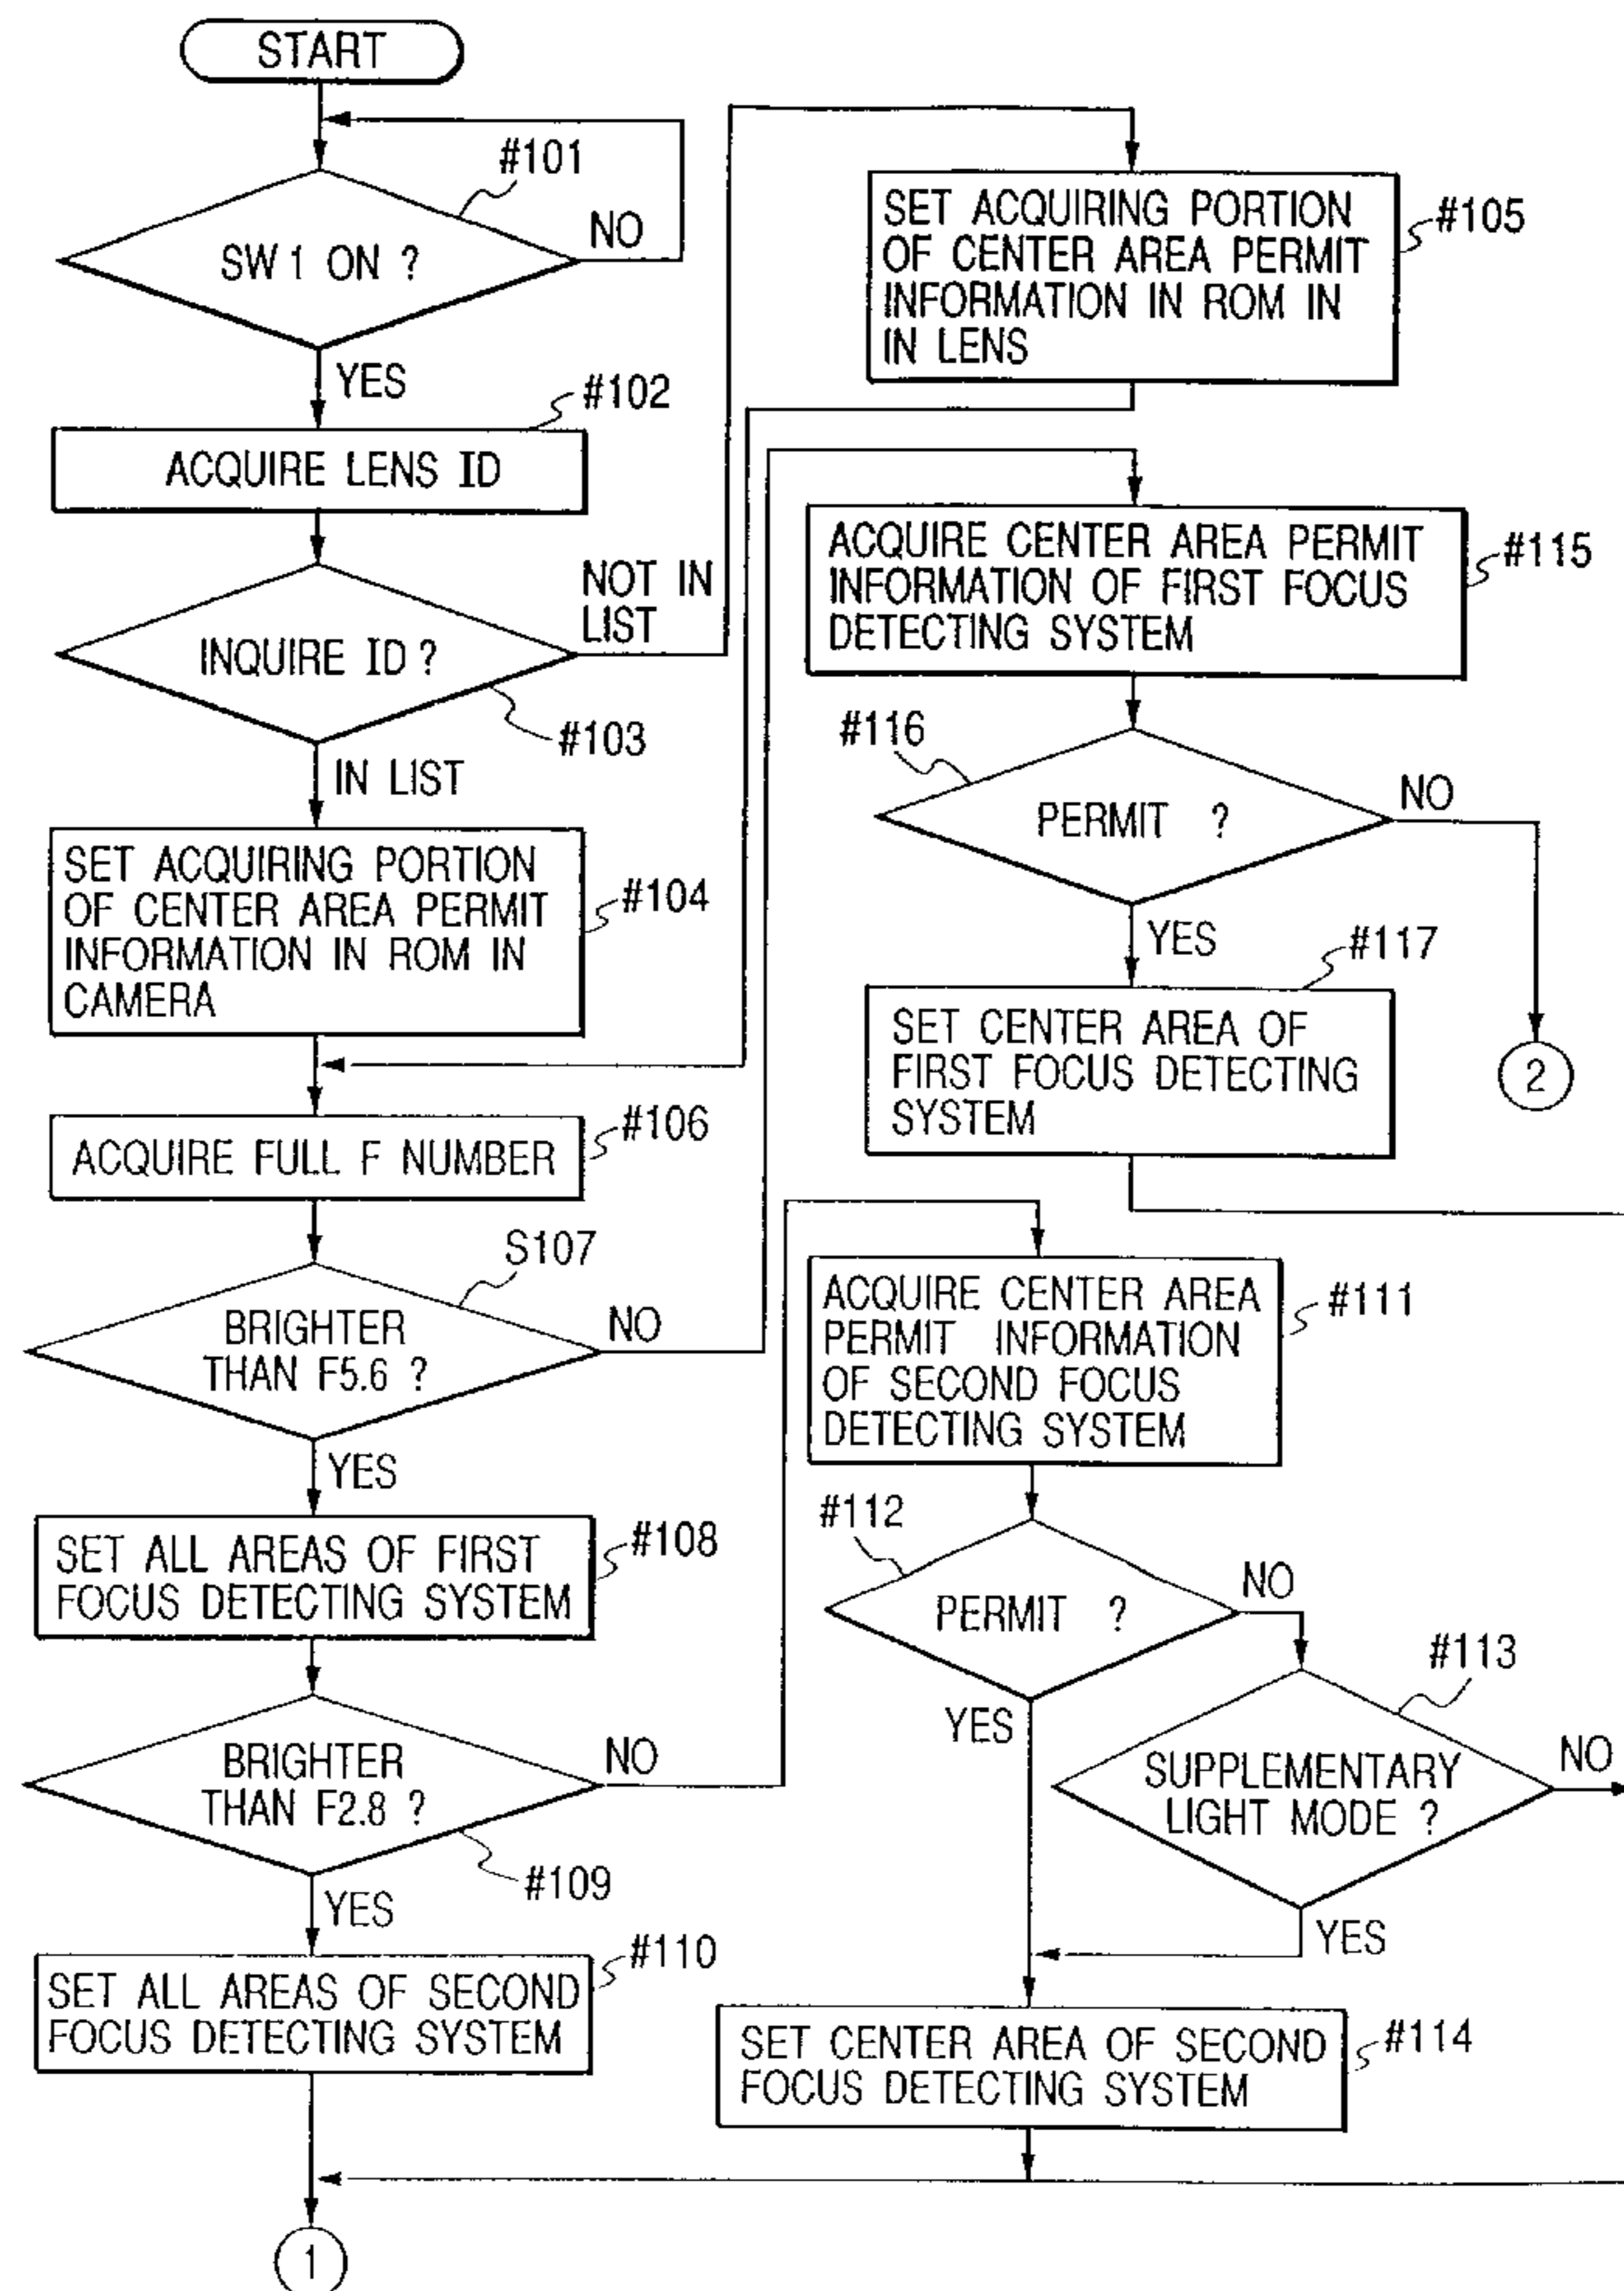 START
#101
SW1 ON ?
NO
YES
#102
ACQUIRE LENS ID
NOT IN
LIST
INQUIRE ID ?
#103
IN LIST
SET ACQUIRING PORTION
OF CENTER AREA PERMIT
INFORMATION IN ROM IN
CAMERA
#104
SET ACQUIRING PORTION
OF CENTER AREA PERMIT
INFORMATION IN ROM IN
IN LENS
#105
ACQUIRE FULL F NUMBER
#106
S107
BRIGHTER
THAN F5.6 ?
NO
YES
SET ALL AREAS OF FIRST
FOCUS DETECTING SYSTEM
#108
BRIGHTER
THAN F2.8 ?
NO
#109
YES
SET ALL AREAS OF SECOND
FOCUS DETECTING SYSTEM
#110
1
ACQUIRE CENTER AREA PERMIT
INFORMATION OF FIRST FOCUS
DETECTING SYSTEM
#115
#116
PERMIT ?
NO
YES
2
#117
SET CENTER AREA OF
FIRST FOCUS DETECTING
SYSTEM
ACQUIRE CENTER AREA
PERMIT INFORMATION
OF SECOND FOCUS
DETECTING SYSTEM
#111
#112
PERMIT ?
NO
YES
#113
SUPPLEMENTARY
LIGHT MODE ?
NO
YES
SET CENTER AREA OF SECOND
FOCUS DETECTING SYSTEM
#114